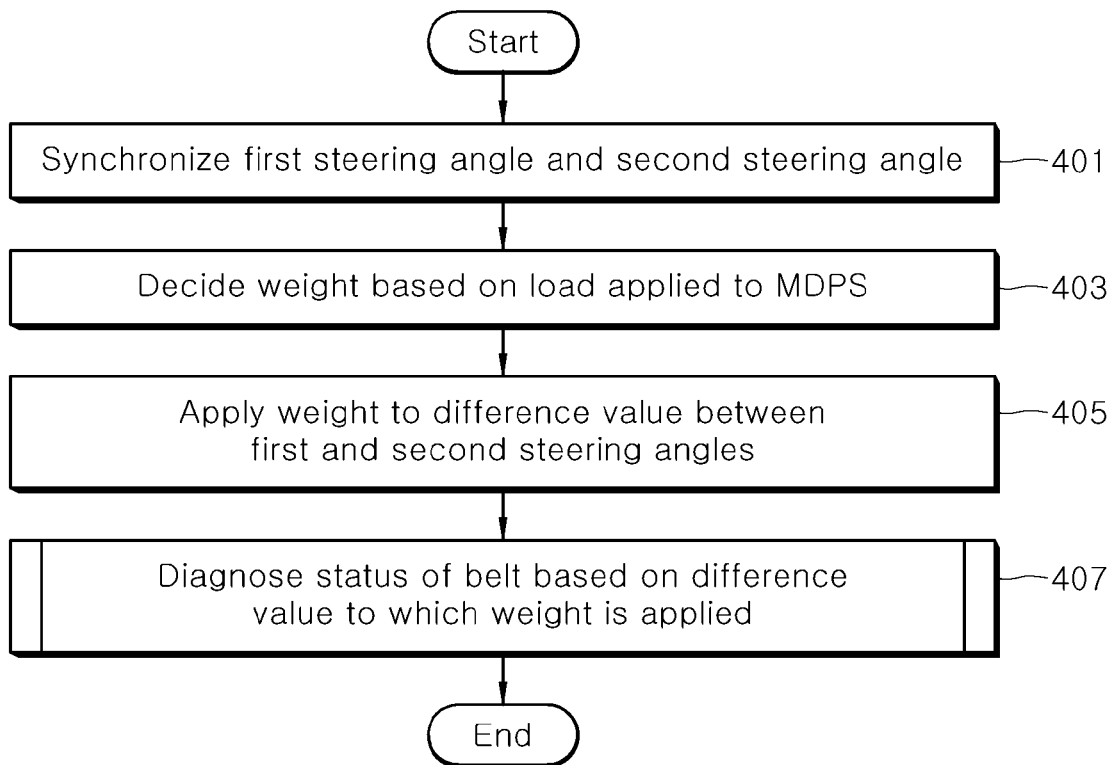 Start
Synchronize first steering angle and second steering angle
401
Decide weight based on load applied to MDPS
403
Apply weight to difference value between
first and second steering angles
405
Diagnose status of belt based on difference
value to which weight is applied
407
End